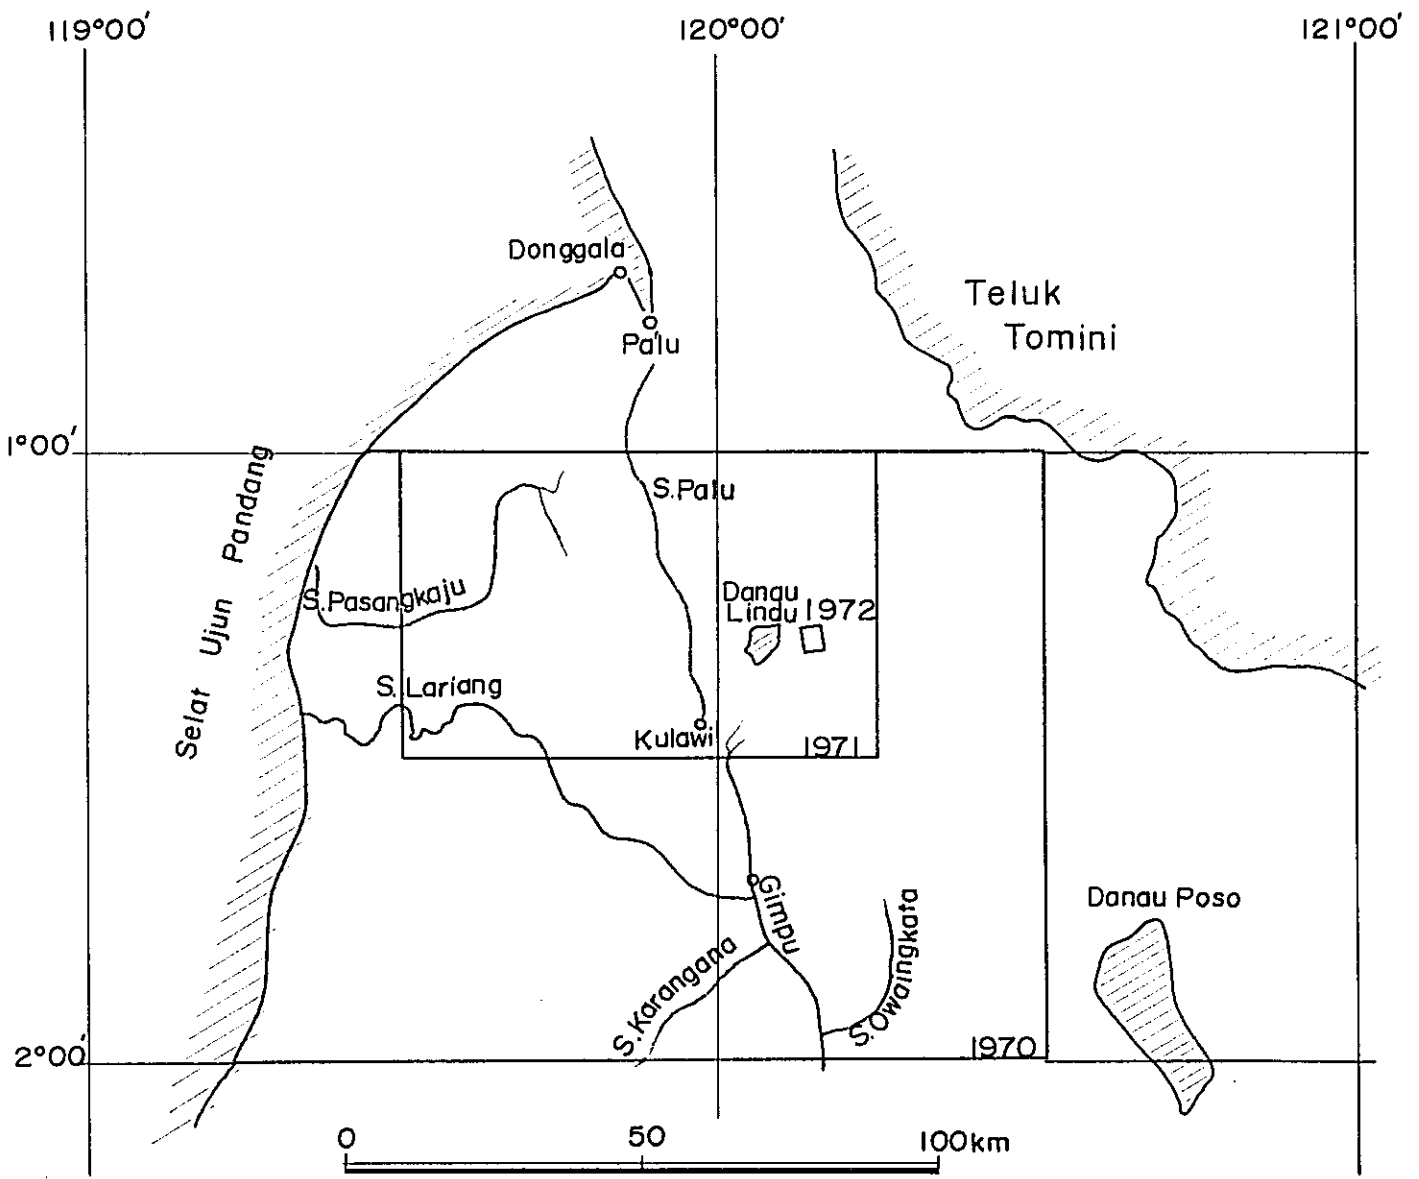 119°00′
120°00′
121°00′
Donggala
Palu
Teluk
Tomini
1°00′
Selat Ujun Pandang
S.Palu
S.Pasangkaju
Danau
Lindu
1972
S. Lariang
Kulawi
1971
Gimpu
S.Karangana
S.Owaingkata
Danau Poso
1970
2°00′
0
50
100km